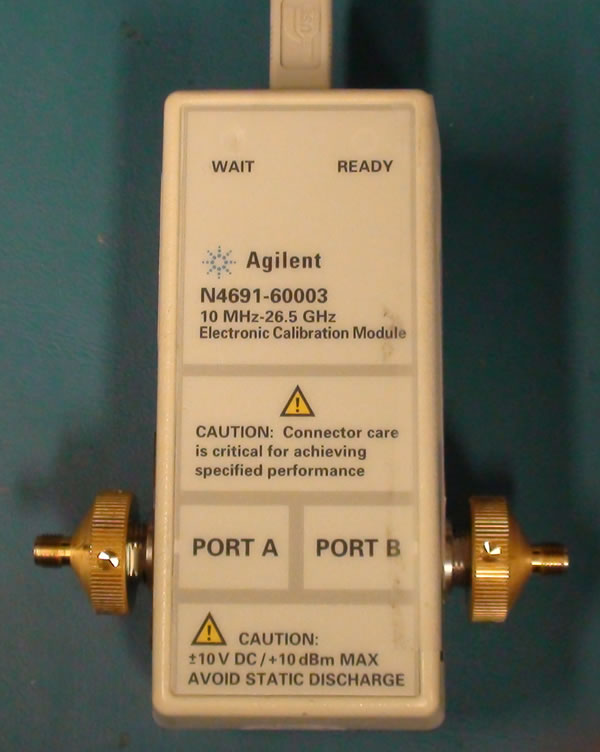 WAIT READY
Agilent
N4691-60003
10 MHz-26.5 GHz
Electronic Calibration Module
CAUTION: Connector care
is critical for achieving
specified performance
PORT A PORT B
CAUTION:
±10 V DC / +10 dBm MAX
AVOID STATIC DISCHARGE